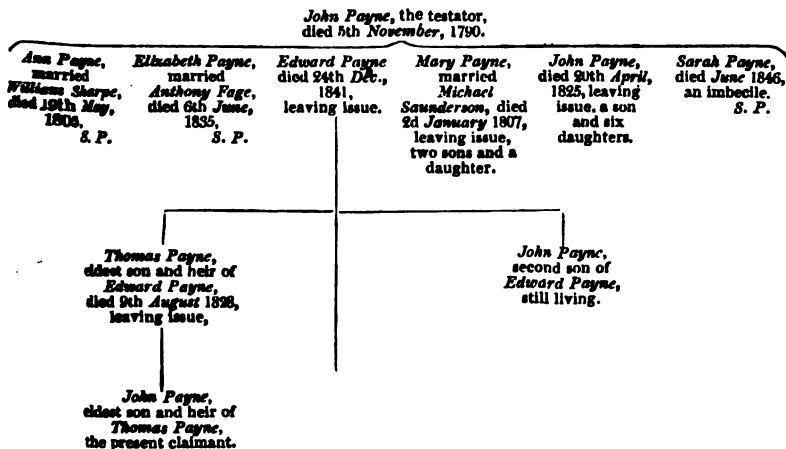 John Payne, the testator,
died 5th November, 1790.
Ann Payne,
married
William Sharpe,
died 19th May,
1805,
S. P.
Elizabeth Payne,
married
Anthony Fage,
died 6th June,
1835,
S. P.
Edward Payne
died 24th Dec.,
1841,
leaving issue.
Mary Payne,
married
Michael
Saunderson, died
2d January 1807,
leaving issue,
two sons and a
daughter.
John Payne,
died 20th April,
1825, leaving
issue, a son
and six
daughters.
Sarah Payne,
died June 1846,
an imbecile.
S. P.
Thomas Payne,
eldest son and heir of
Edward Payne,
died 9th August 1828,
leaving issue,
John Payne,
second son of
Edward Payne,
still living.
John Payne,
eldest son and heir of
Thomas Payne,
the present claimant.